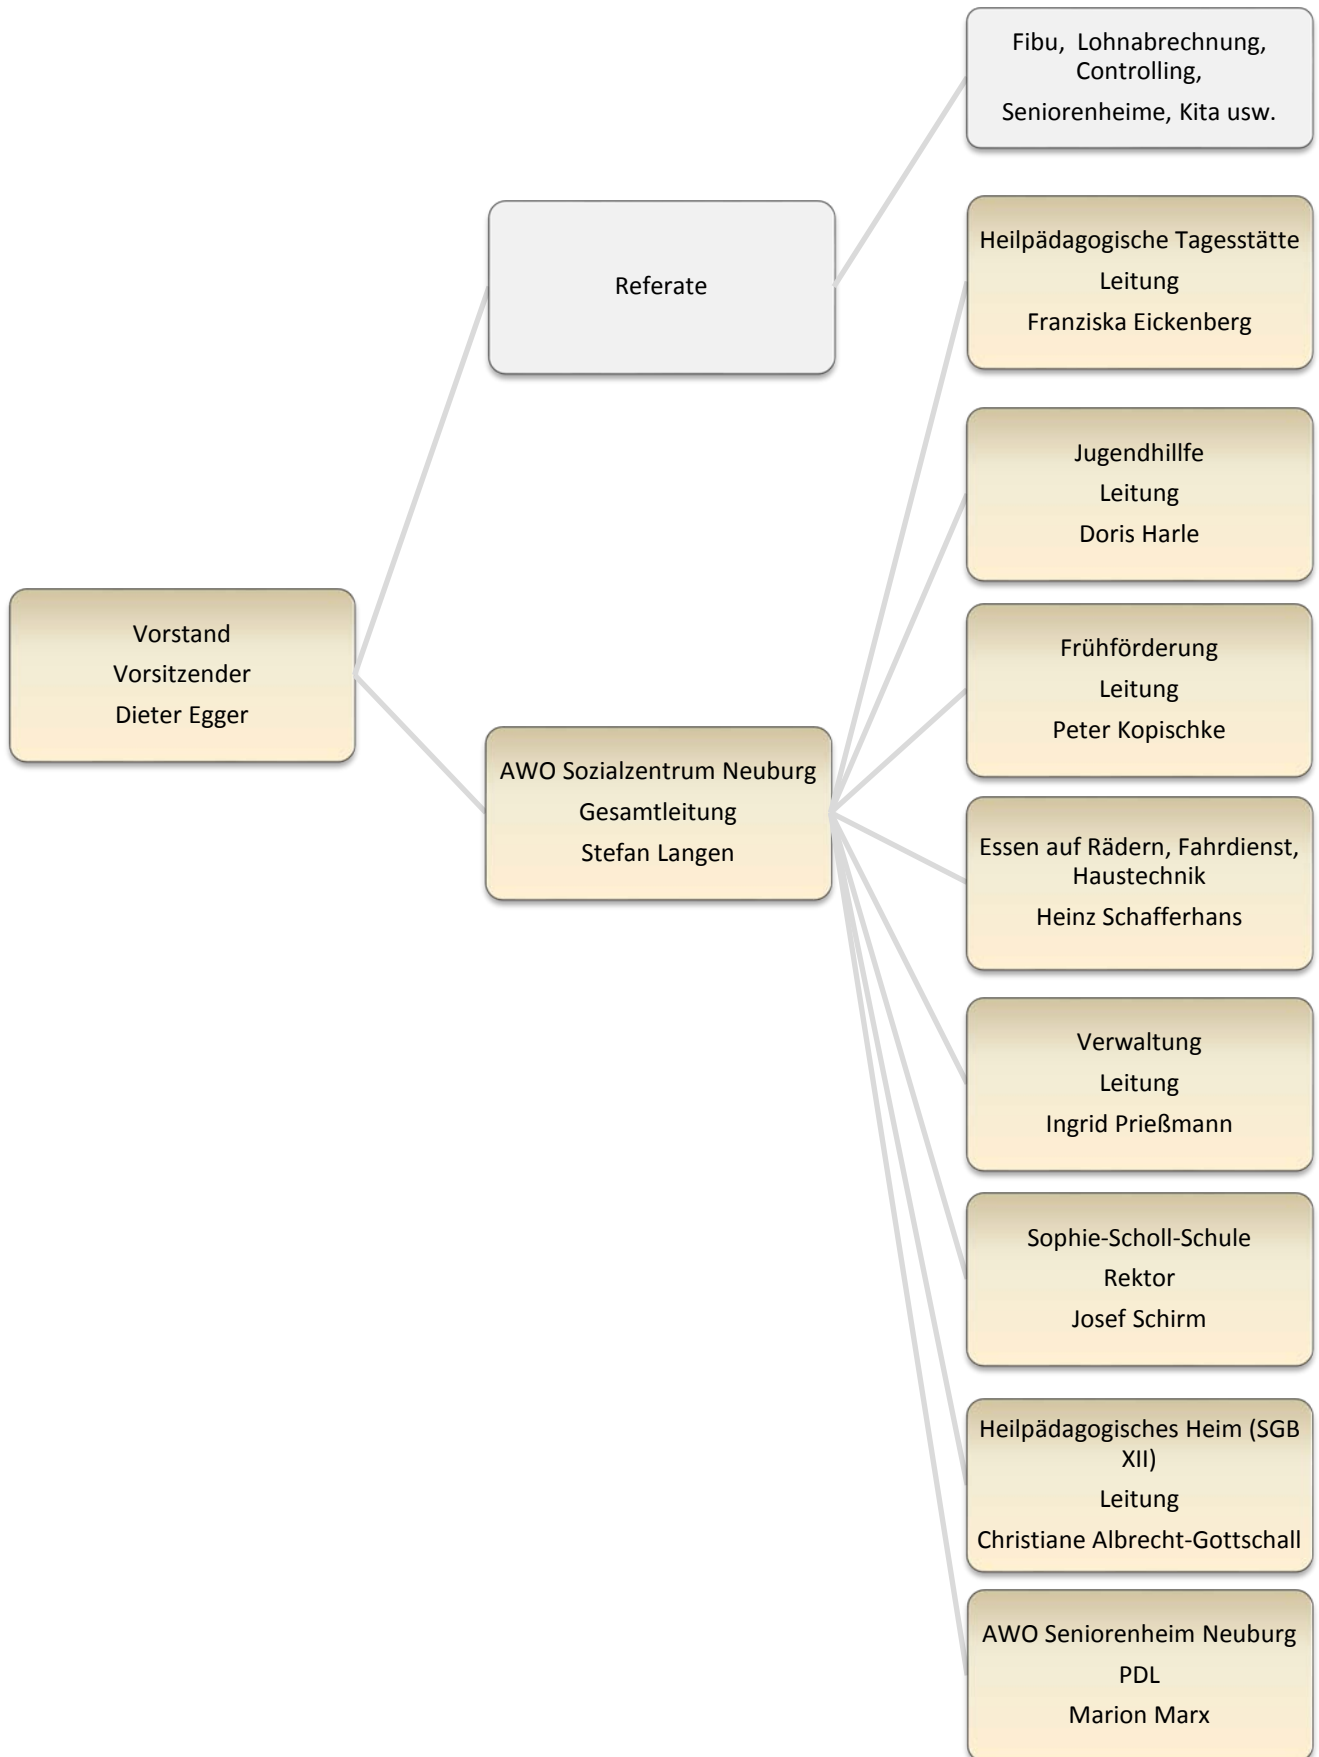 Fibu, Lohnabrechnung,
Controlling,
Seniorenheime, Kita usw.
Referate
Heilpädagogische Tagesstätte
Leitung
Franziska Eickenberg
Jugendhillfe
Leitung
Doris Harle
Vorstand
Vorsitzender
Dieter Egger
Frühförderung
Leitung
Peter Kopischke
AWO Sozialzentrum Neuburg
Gesamtleitung
Stefan Langen
Essen auf Rädern, Fahrdienst,
Haustechnik
Heinz Schafferhans
Verwaltung
Leitung
Ingrid Prießmann
Sophie-Scholl-Schule
Rektor
Josef Schirm
Heilpädagogisches Heim (SGB
XII)
Leitung
Christiane Albrecht-Gottschall
AWO Seniorenheim Neuburg
PDL
Marion Marx